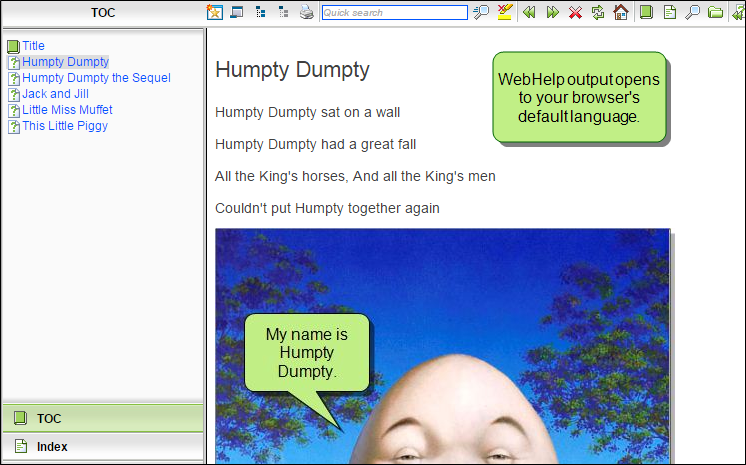 TOC
Quick search
Title
Humpty Dumpty
Humpty Dumpty the Sequel
Jack and Jill
Little Miss Muffet
This Little Piggy
TOC
Index
Humpty Dumpty
Humpty Dumpty sat on a wall
Humpty Dumpty had a great fall
All the King's horses, And all the King's men
Couldn't put Humpty together again
WebHelp output opens
to your browser's
default language.
My name is
Humpty
Dumpty.